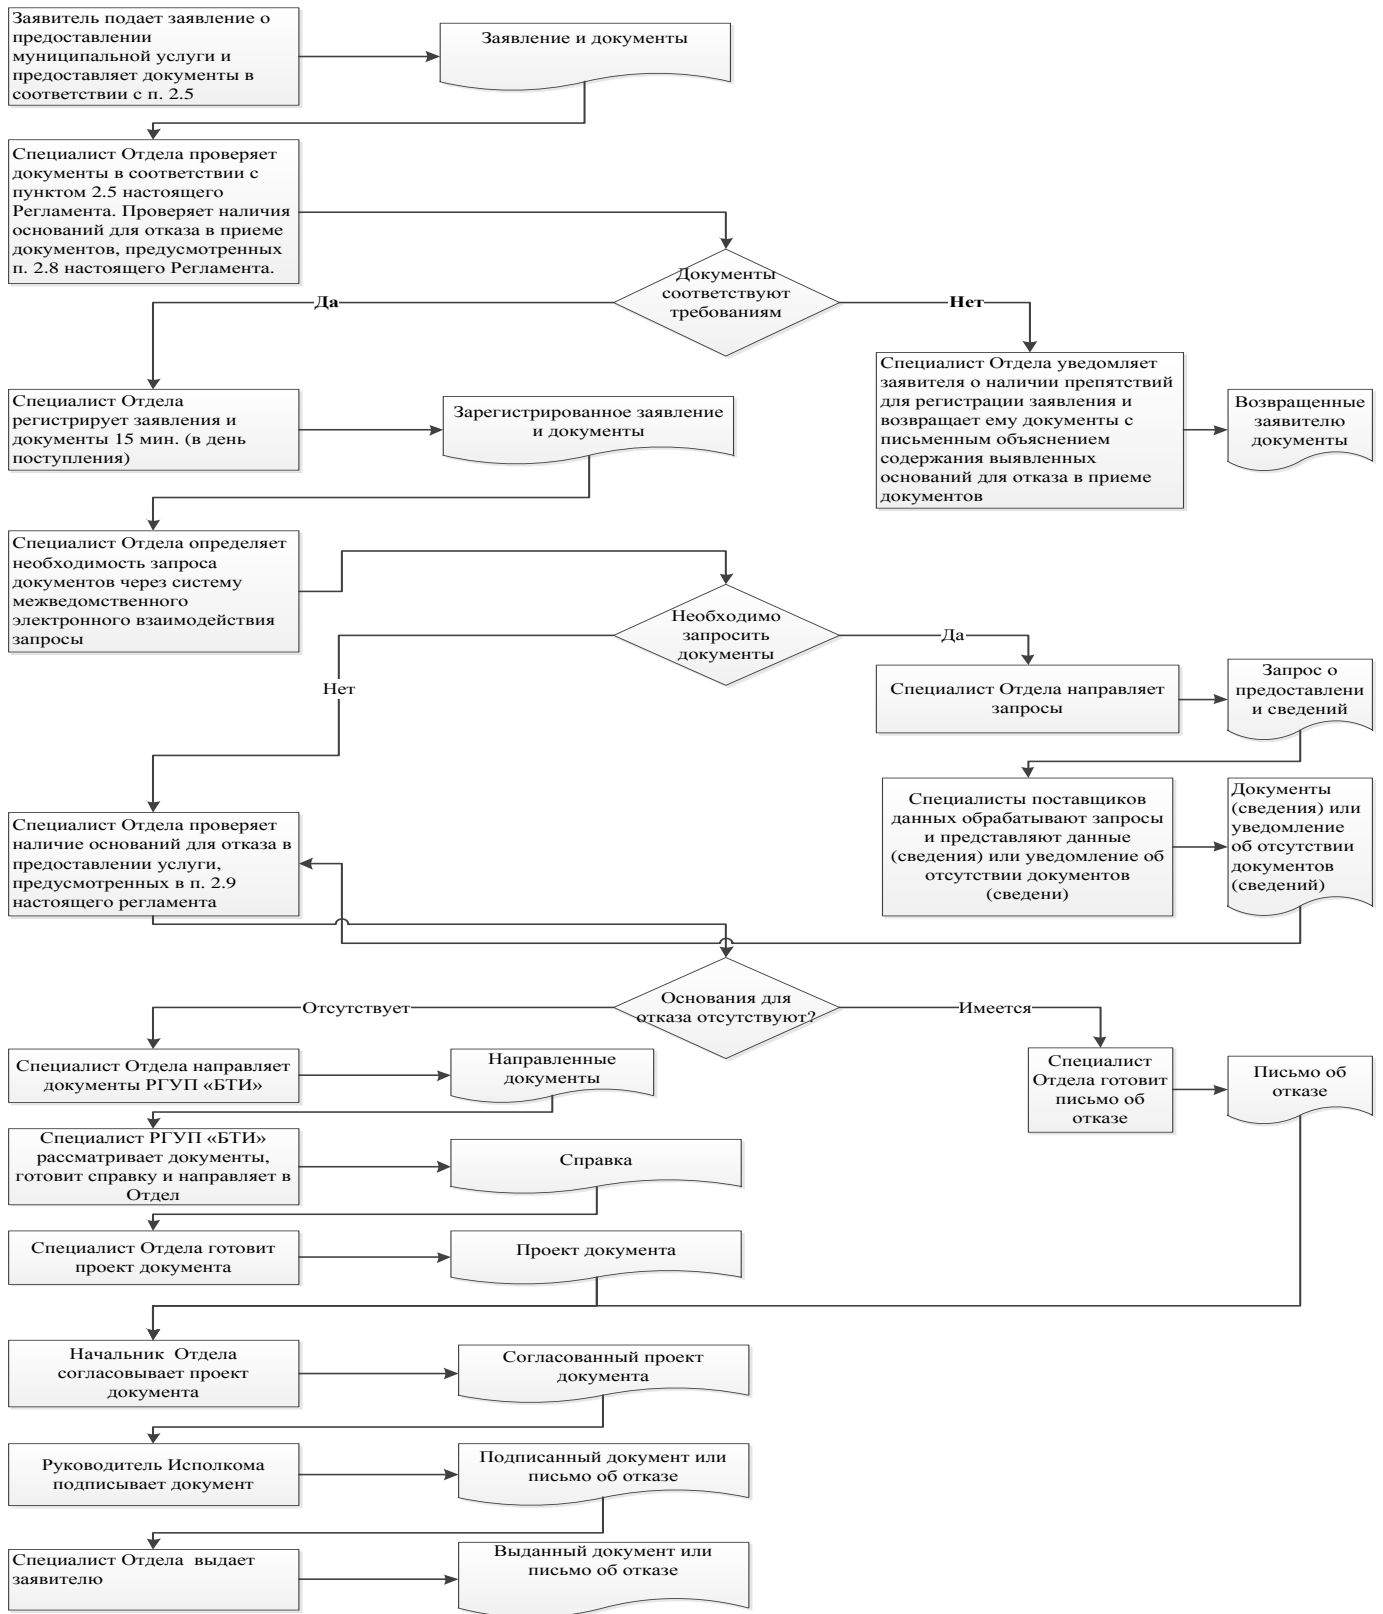 Заявитель подает заявление о
предоставлении
муниципальной услуги и
предоставляет документы в
соответствии с п. 2.5
Заявление и документы
Специалист Отдела проверяет
документы в соответствии с
пунктом 2.5 настоящего
Регламента. Проверяет наличия
оснований для отказа в приеме
документов, предусмотренных
п. 2.8 настоящего Регламента.
Документы
соответствуют
требованиям
Да
Нет
Специалист Отдела
регистрирует заявления и
документы 15 мин. (в день
поступления)
Зарегистрированное заявление
и документы
Специалист Отдела уведомляет
заявителя о наличии препятствий
для регистрации заявления и
возвращает ему документы с
письменным объяснением
содержания выявленных
оснований для отказа в приеме
документов
Возвращенные
заявителю
документы
Специалист Отдела определяет
необходимость запроса
документов через систему
межведомственного
электронного взаимодействия
запросы
Необходимо
запросить
документы
Да
Нет
Специалист Отдела направляет
запросы
Запрос о
предоставлени
и сведений
Специалисты поставщиков
данных обрабатывают запросы
и представляют данные
(сведения) или уведомление об
отсутствии документов
(сведени)
Документы
(сведения) или
уведомление
об отсутствии
документов
(сведений)
Специалист Отдела проверяет
наличие оснований для отказа в
предоставлении услуги,
предусмотренных в п. 2.9
настоящего регламента
Основания для
отказа отсутствуют?
Отсутствует
Имеется
Специалист Отдела направляет
документы РГУП «БТИ»
Направленные
документы
Специалист
Отдела готовит
письмо об
отказе
Письмо об
отказе
Специалист РГУП «БТИ»
рассматривает документы,
готовит справку и направляет в
Отдел
Справка
Специалист Отдела готовит
проект документа
Проект документа
Начальник Отдела
согласовывает проект
документа
Согласованный проект
документа
Руководитель Исполкома
подписывает документ
Подписанный документ или
письмо об отказе
Специалист Отдела выдает
заявителю
Выданный документ или
письмо об отказе